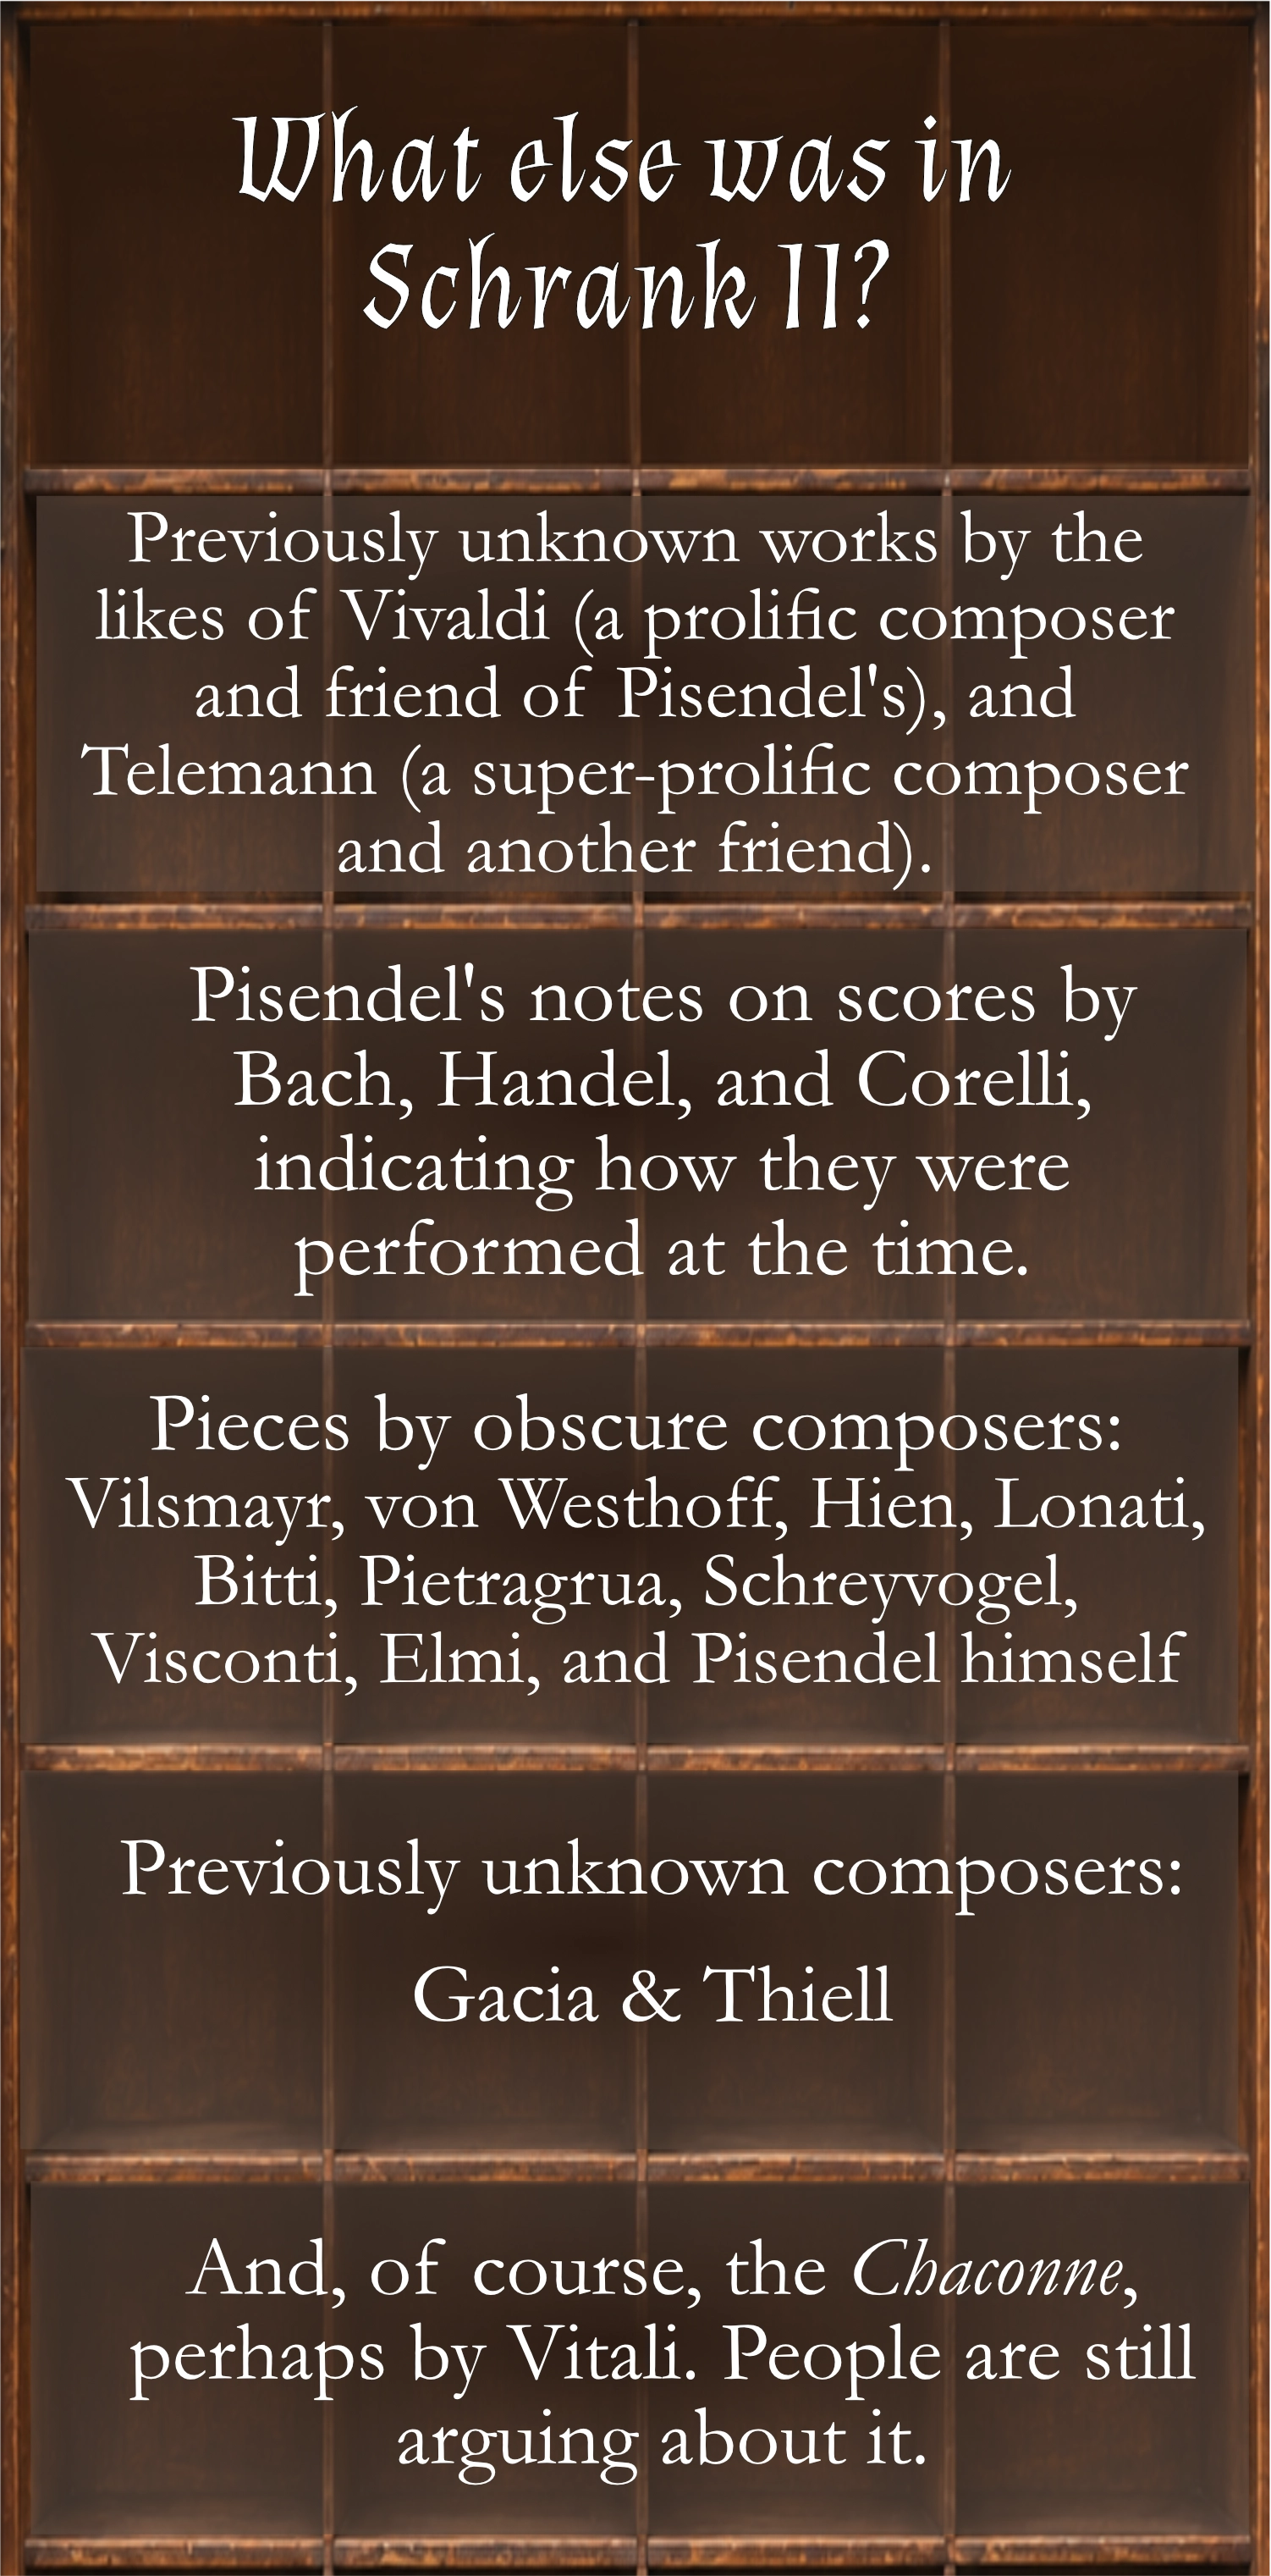 What else was in
Schrank II?
Previously unknown works by the
likes of Vivaldi (a prolific composer
and friend of Pisendel's), and
Telemann (a super-prolific composer
and another friend).
Pisendel's notes on scores by
Bach, Handel, and Corelli,
indicating how they were
performed at the time.
Pieces by obscure composers:
Vilsmayr, von Westhoff, Hien, Lonati,
Bitti, Pietragrua, Schreyvogel,
Visconti, Elmi, and Pisendel himself
Previously unknown composers:
Gacia & Thiell
And, of course, the Chaconne,
perhaps by Vitali. People are still
arguing about it.